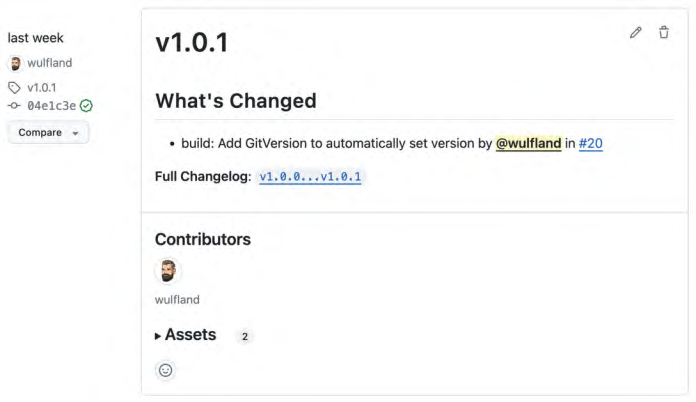 last week
wulfland
v1.0.1
04e1c3e
Compare
v1.0.1
What's Changed
• build: Add GitVersion to automatically set version by @wulfland in #20
Full Changelog: v1.0.0...v1.0.1
Contributors
wulfland
Assets 2